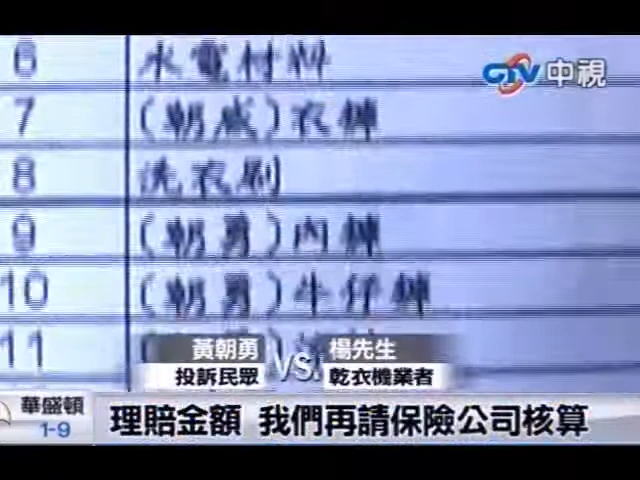 6 水電材料
CTV中視
7 (朝威)衣褲
8 洗衣刷
9 (朝勇)內褲
10 (朝勇)牛仔褲
11
黃朝勇 VS. 楊先生
投訴民眾 乾衣機業者
華盛頓
1-9
理賠金額 我們再請保險公司核算